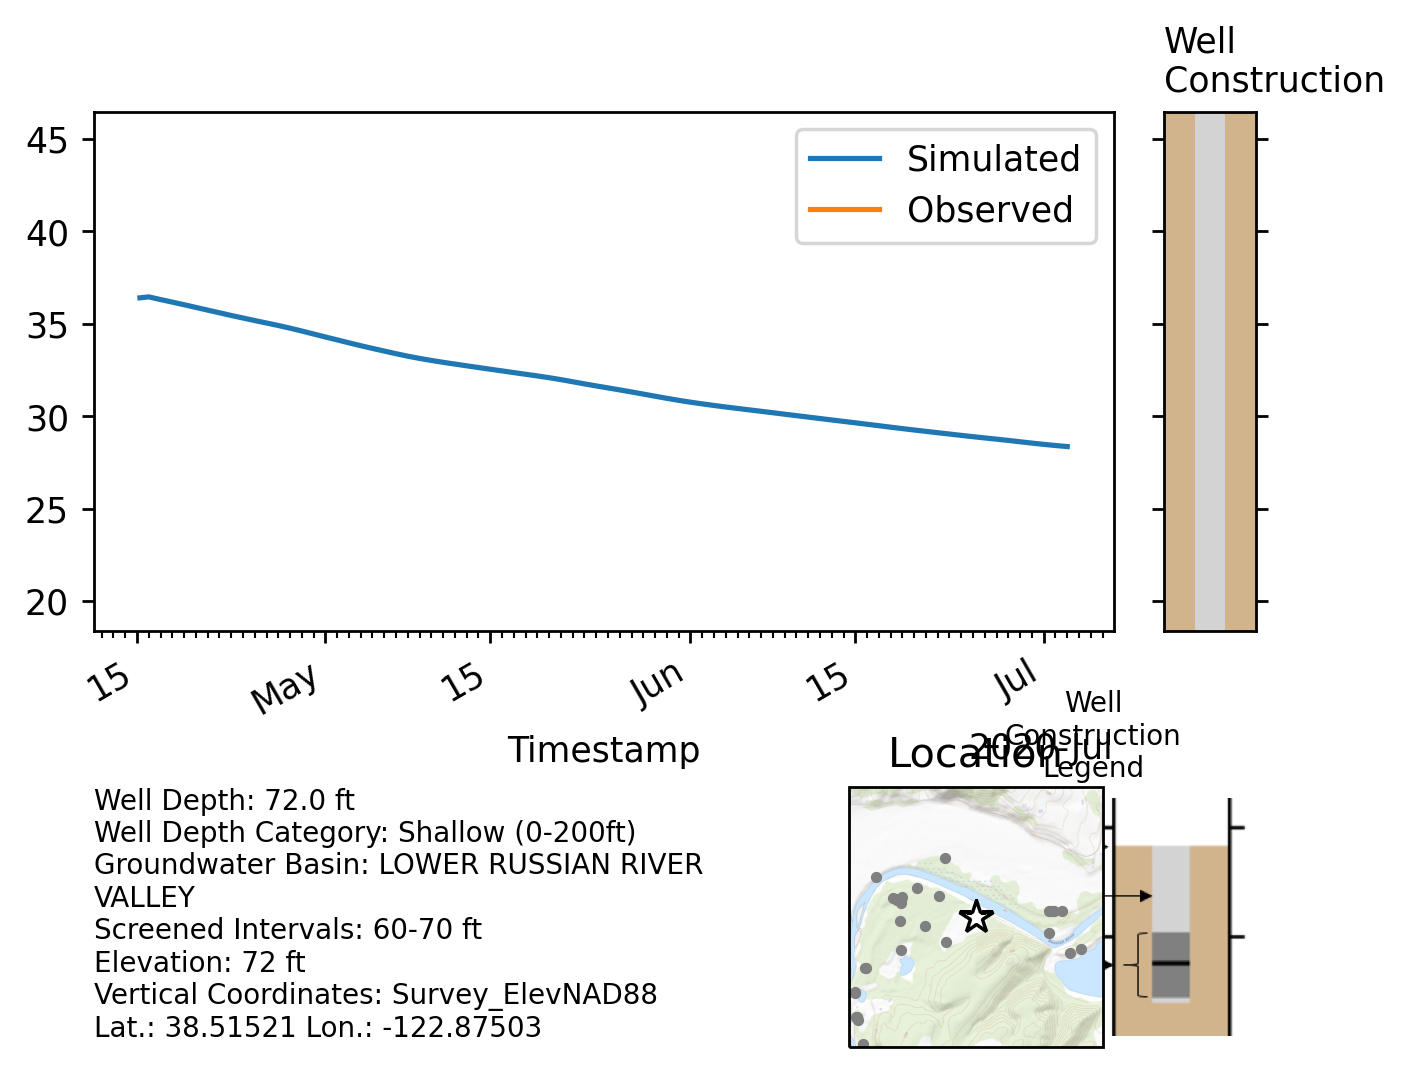 Well
Construction
45
40
35
30
25
20
Simulated
Observed
15
May
15
Jun
15
Jul
Timestamp
2020-Jul
Well
Construction
Legend
Location
Well Depth: 72.0 ft
Well Depth Category: Shallow (0-200ft)
Groundwater Basin: LOWER RUSSIAN RIVER
VALLEY
Screened Intervals: 60-70 ft
Elevation: 72 ft
Vertical Coordinates: Survey_ElevNAD88
Lat.: 38.51521 Lon.: -122.87503